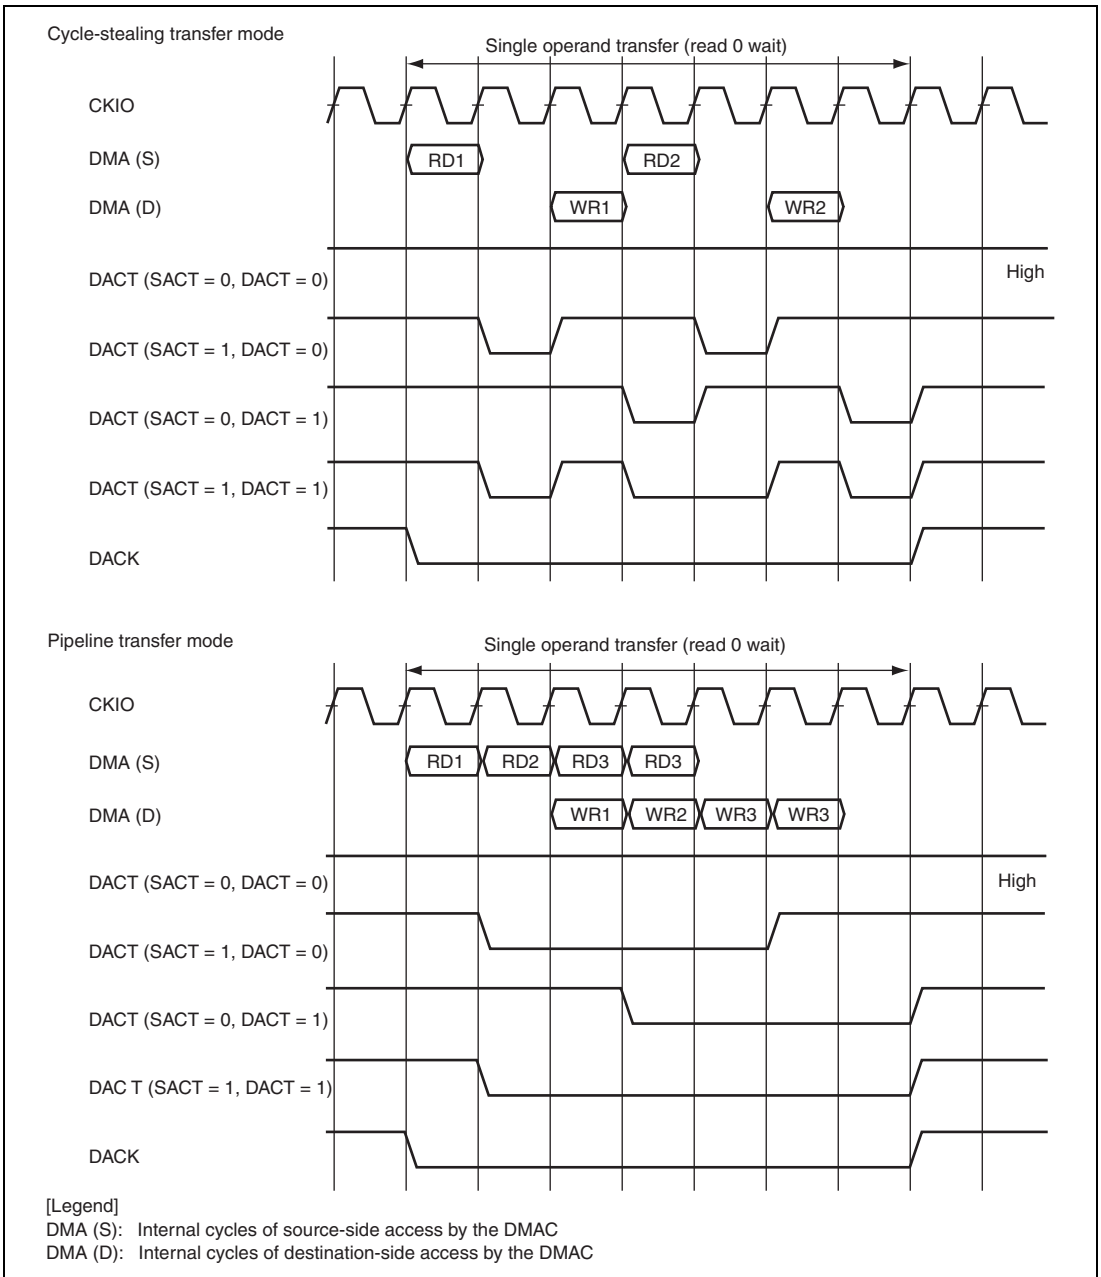 Cycle-stealing transfer mode
Single operand transfer (read 0 wait)
CKIO
DMA (S)
RD1
RD2
DMA (D)
WR1
WR2
DACT (SACT = 0, DACT = 0)
High
DACT (SACT = 1, DACT = 0)
DACT (SACT = 0, DACT = 1)
DACT (SACT = 1, DACT = 1)
DACK
Pipeline transfer mode
Single operand transfer (read 0 wait)
CKIO
DMA (S)
RD1
RD2
RD3
RD3
DMA (D)
WR1
WR2
WR3
WR3
DACT (SACT = 0, DACT = 0)
High
DACT (SACT = 1, DACT = 0)
DACT (SACT = 0, DACT = 1)
DAC T (SACT = 1, DACT = 1)
DACK
[Legend]
DMA (S): Internal cycles of source-side access by the DMAC
DMA (D): Internal cycles of destination-side access by the DMAC